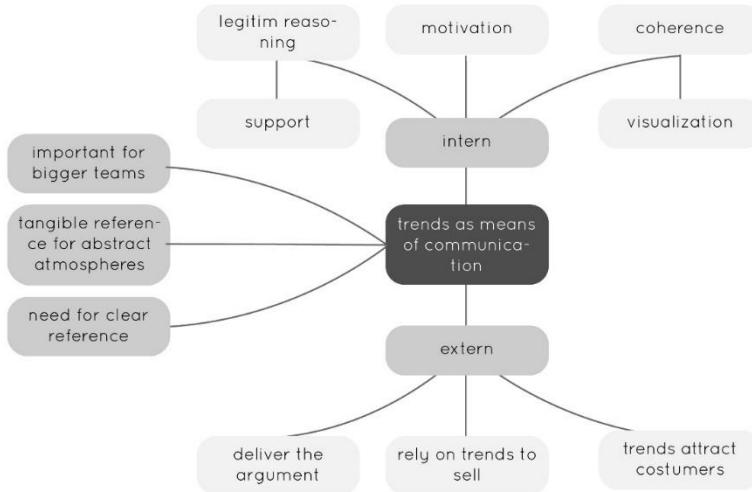 legitim reaso-
ning
motivation
coherence
support
visualization
intern
important for
bigger teams
tangible referen-
ce for abstract
atmospheres
trends as means
of communica-
tion
need for clear
reference
extern
deliver the
argument
rely on trends to
sell
trends attract
costumers